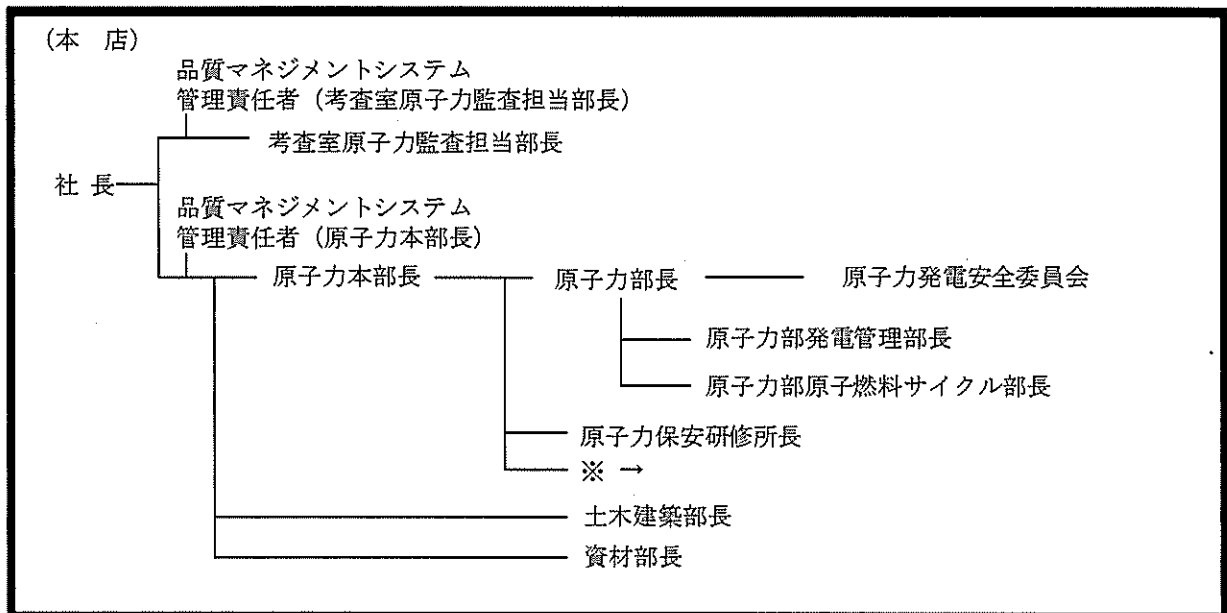 (本 店)
品質マネジメントシステム
管理責任者(考査室原子力監査担当部長)
考査室原子力監査担当部長
社 長
品質マネジメントシステム
管理責任者(原子力本部長)
原子力本部長 原子力部長 原子力発電安全委員会
原子力部発電管理部長
原子力部原子燃料サイクル部長
原子力保安研修所長
※ →
土木建築部長
資材部長